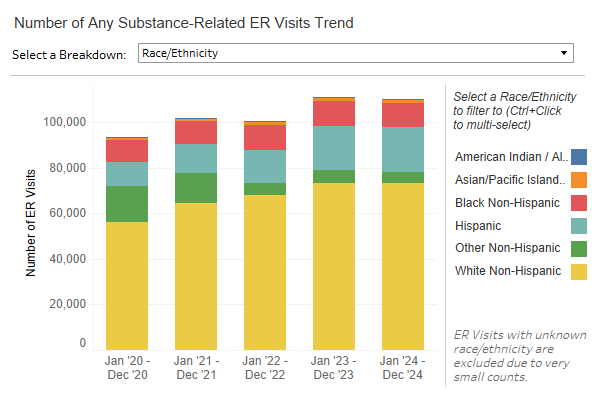 Number of Any Substance-Related ER Visits Trend
Select a Breakdown: Race/Ethnicity
Select a Race/Ethnicity
to filter to (Ctrl+Click
to multi-select)
American Indian / Al..
Asian/Pacific Island..
Black Non-Hispanic
Hispanic
Other Non-Hispanic
White Non-Hispanic
ER Visits with unknown
race/ethnicity are
excluded due to very
small counts.
Number of ER Visits
100,000
80,000
60,000
40,000
20,000
0
Jan '20 - Jan '21 - Jan '22 - Jan '23 - Jan '24 -
Dec '20 Dec '21 Dec '22 Dec '23 Dec '24